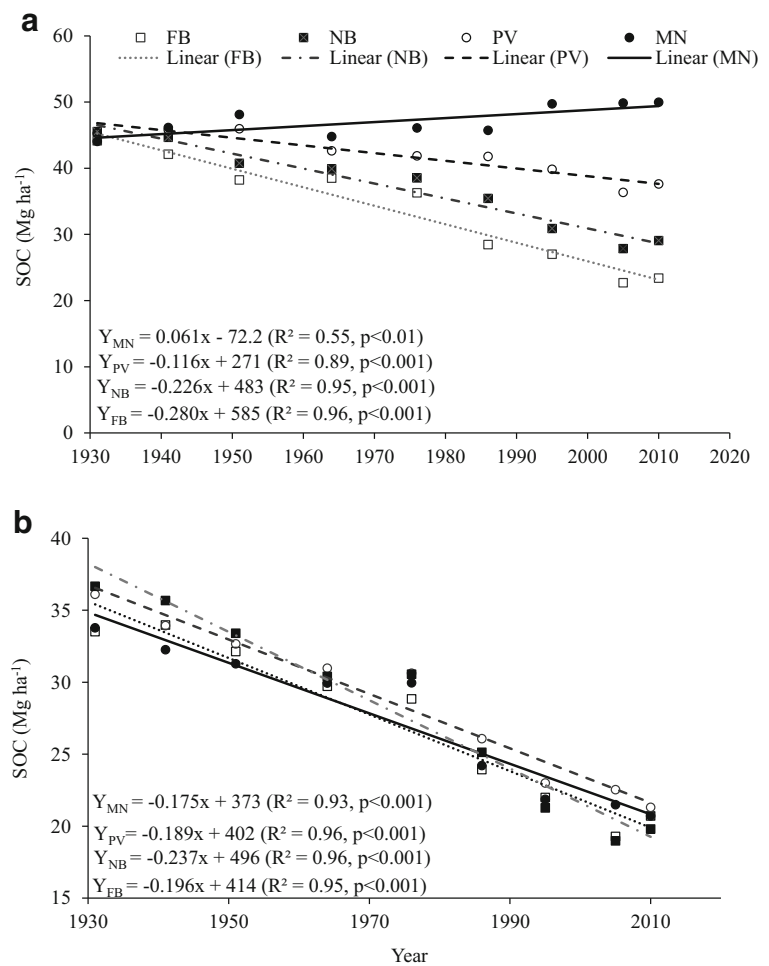 a
FB NB PV MN
Linear (FB) Linear (NB) Linear (PV) Linear (MN)
60
50
40
30
20
10
0
SOC (Mg ha⁻¹)
Y_MN = 0.061x - 72.2 (R² = 0.55, p<0.01)
Y_PV = -0.116x + 271 (R² = 0.89, p<0.001)
Y_NB = -0.226x + 483 (R² = 0.95, p<0.001)
Y_FB = -0.280x + 585 (R² = 0.96, p<0.001)
1930 1940 1950 1960 1970 1980 1990 2000 2010 2020
b
40
35
30
25
20
15
SOC (Mg ha⁻¹)
Y_MN = -0.175x + 373 (R² = 0.93, p<0.001)
Y_PV = -0.189x + 402 (R² = 0.96, p<0.001)
Y_NB = -0.237x + 496 (R² = 0.96, p<0.001)
Y_FB = -0.196x + 414 (R² = 0.95, p<0.001)
1930 1950 1970 1990 2010
Year